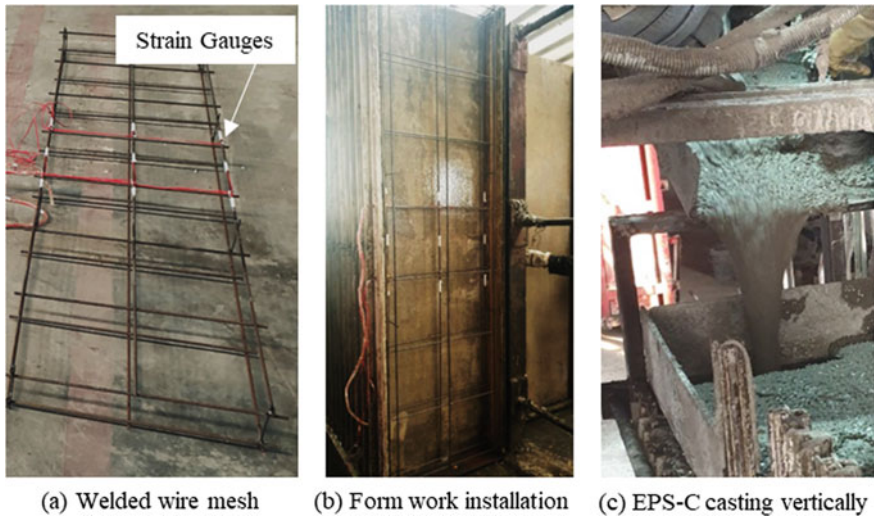 Strain Gauges
(a) Welded wire mesh
(b) Form work installation
(c) EPS-C casting vertically